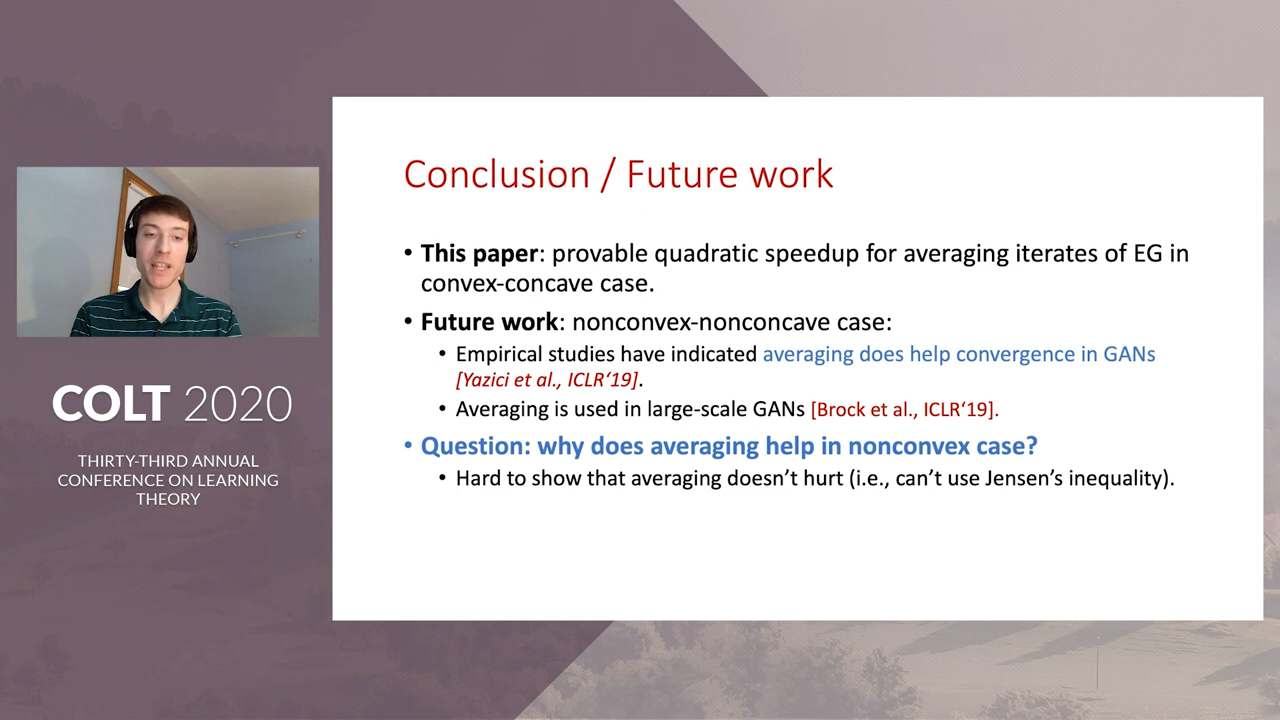 COLT 2020
THIRTY-THIRD ANNUAL
CONFERENCE ON LEARNING
THEORY
Conclusion / Future work
• This paper: provable quadratic speedup for averaging iterates of EG in
convex-concave case.
• Future work: nonconvex-nonconcave case:
• Empirical studies have indicated averaging does help convergence in GANs
[Yazici et al., ICLR‘19].
• Averaging is used in large-scale GANs [Brock et al., ICLR‘19].
• Question: why does averaging help in nonconvex case?
• Hard to show that averaging doesn’t hurt (i.e., can’t use Jensen’s inequality).